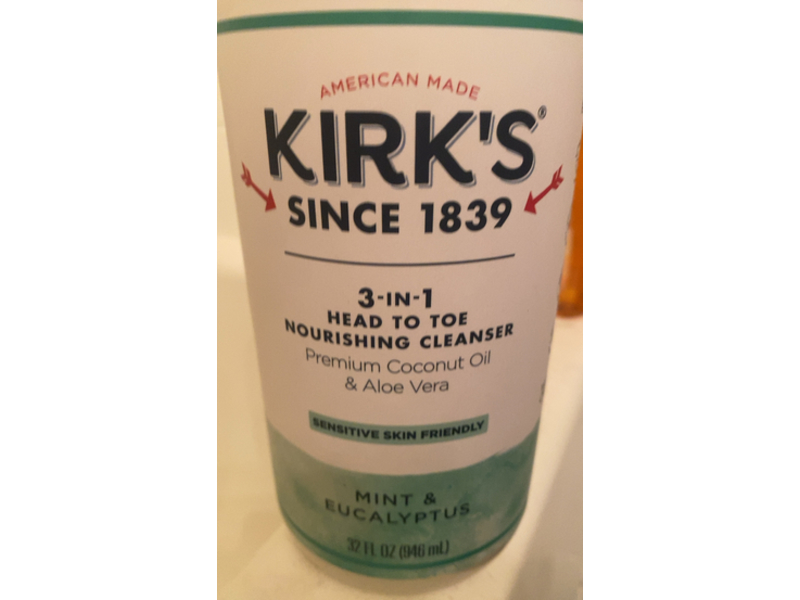 AMERICAN MADE
KIRK'S®
SINCE 1839
3-IN-1
HEAD TO TOE
NOURISHING CLEANSER
Premium Coconut Oil
& Aloe Vera
SENSITIVE SKIN FRIENDLY
MINT &
EUCALYPTUS
32 FL OZ (946 mL)